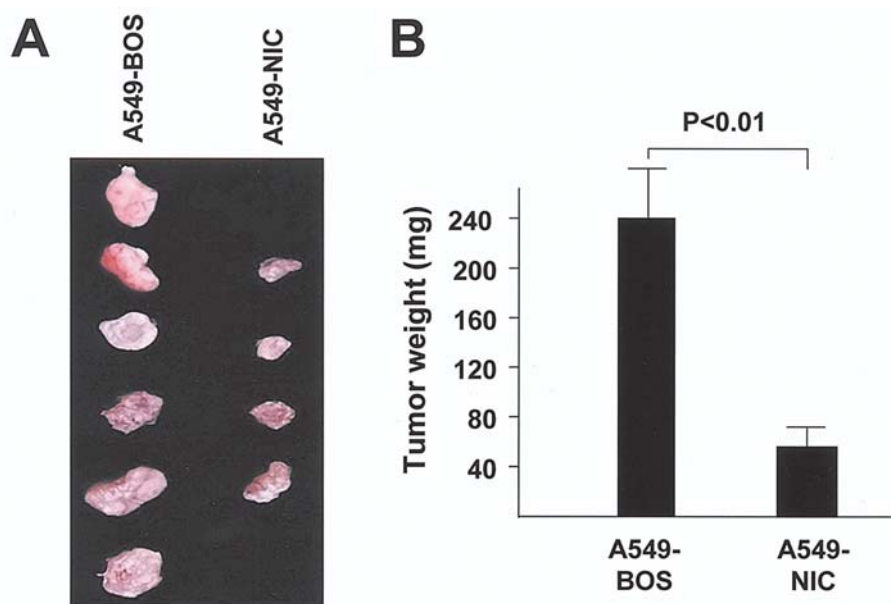 A
A549-BOS
A549-NIC
B
P<0.01
Tumor weight (mg)
240
200
160
120
80
40
A549-
BOS
A549-
NIC